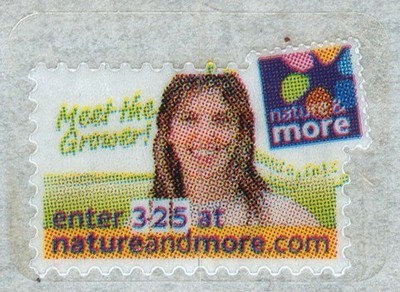 Meet the
Grower!
nature &
more
enter 325 at
natureandmore.com